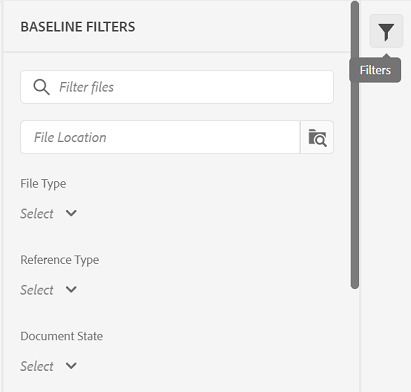 BASELINE FILTERS
Filters
Filter files
File Location
File Type
Select
Reference Type
Select
Document State
Select